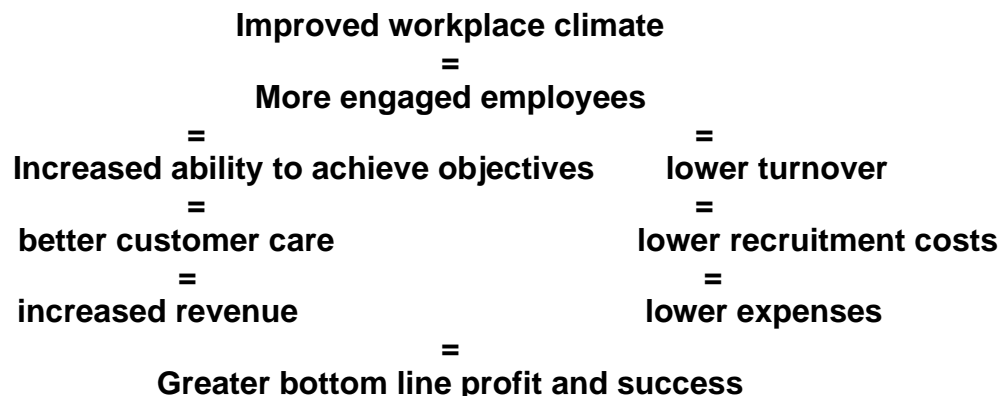 Improved workplace climate
=
More engaged employees
= =
Increased ability to achieve objectives lower turnover
= =
better customer care lower recruitment costs
= =
increased revenue lower expenses
=
Greater bottom line profit and success